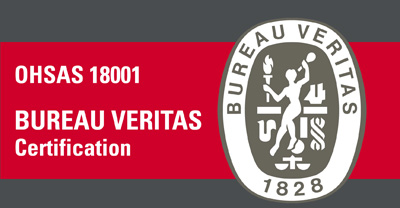 OHSAS 18001
BUREAU VERITAS
Certification
BUREAU VERITAS
1828